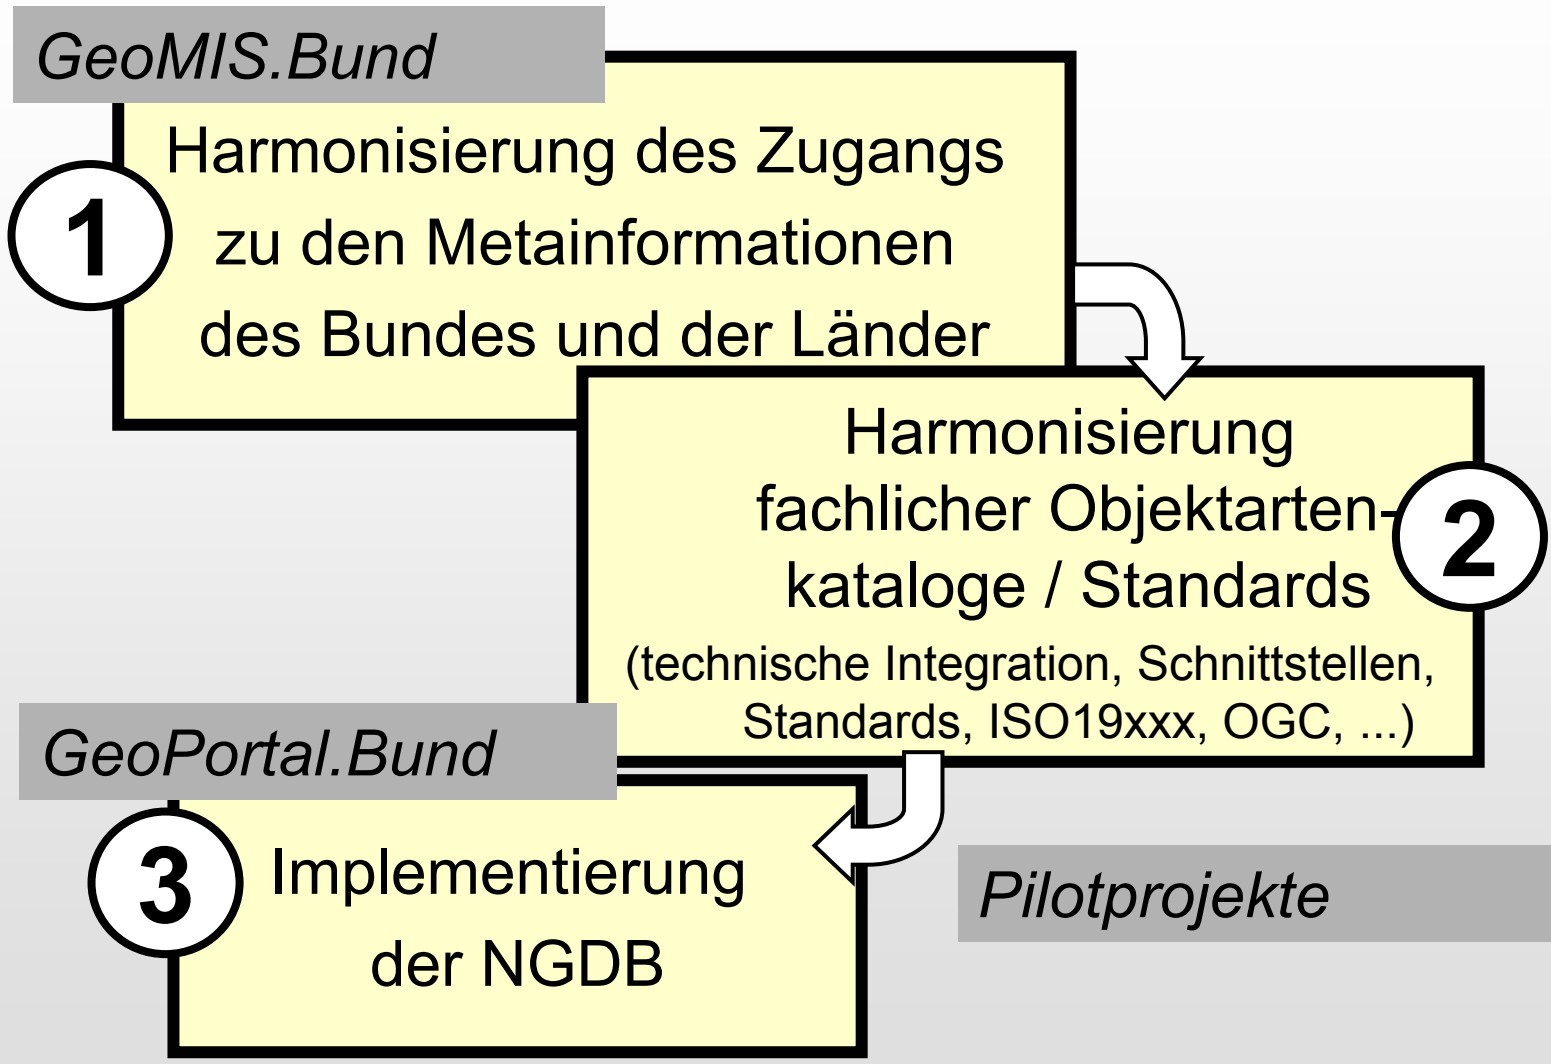 GeoMIS.Bund
Harmonisierung des Zugangs
zu den Metainformationen
des Bundes und der Länder
1
Harmonisierung
fachlicher Objektarten-
kataloge / Standards
(technische Integration, Schnittstellen,
Standards, ISO19xxx, OGC, ...)
2
GeoPortal.Bund
3
Implementierung
der NGDB
Pilotprojekte